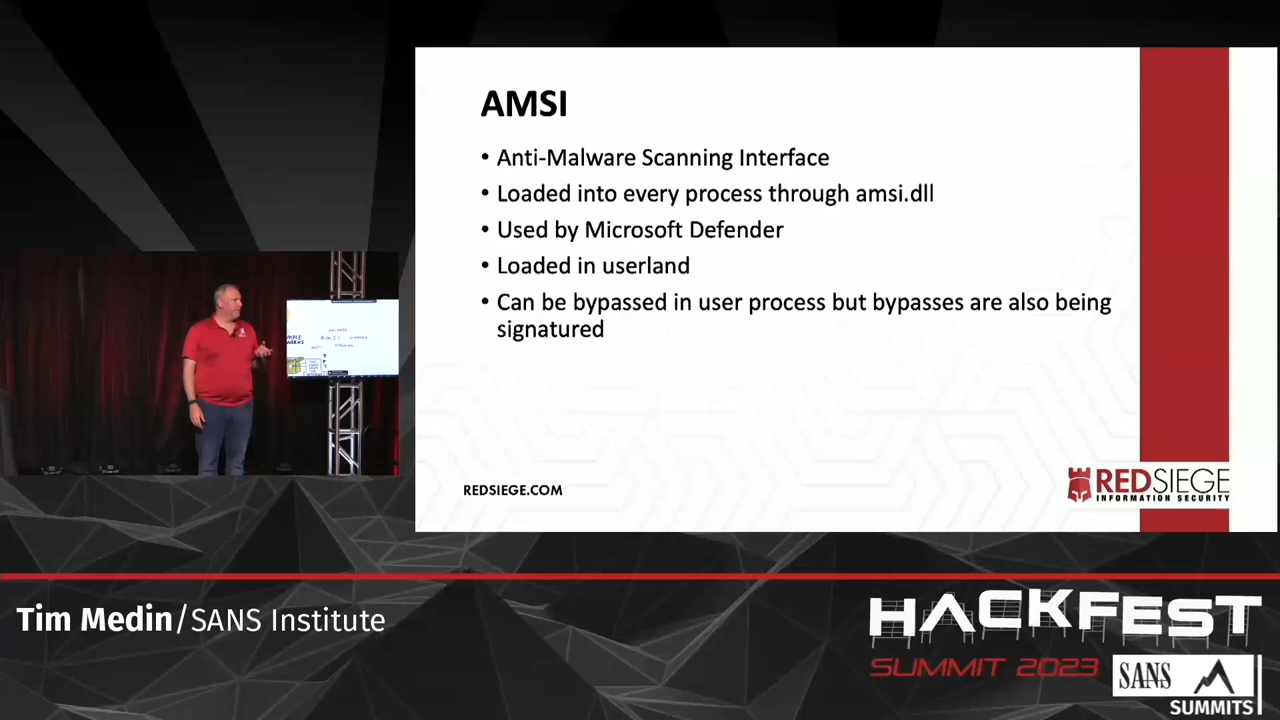 AMSI
• Anti-Malware Scanning Interface
• Loaded into every process through amsi.dll
• Used by Microsoft Defender
• Loaded in userland
• Can be bypassed in user process but bypasses are also being
signatured
REDSIEGE.COM
REDSIEGE
INFORMATION SECURITY
Tim Medin/SANS Institute
HACKFEST
SUMMIT 2023
SANS
SUMMITS